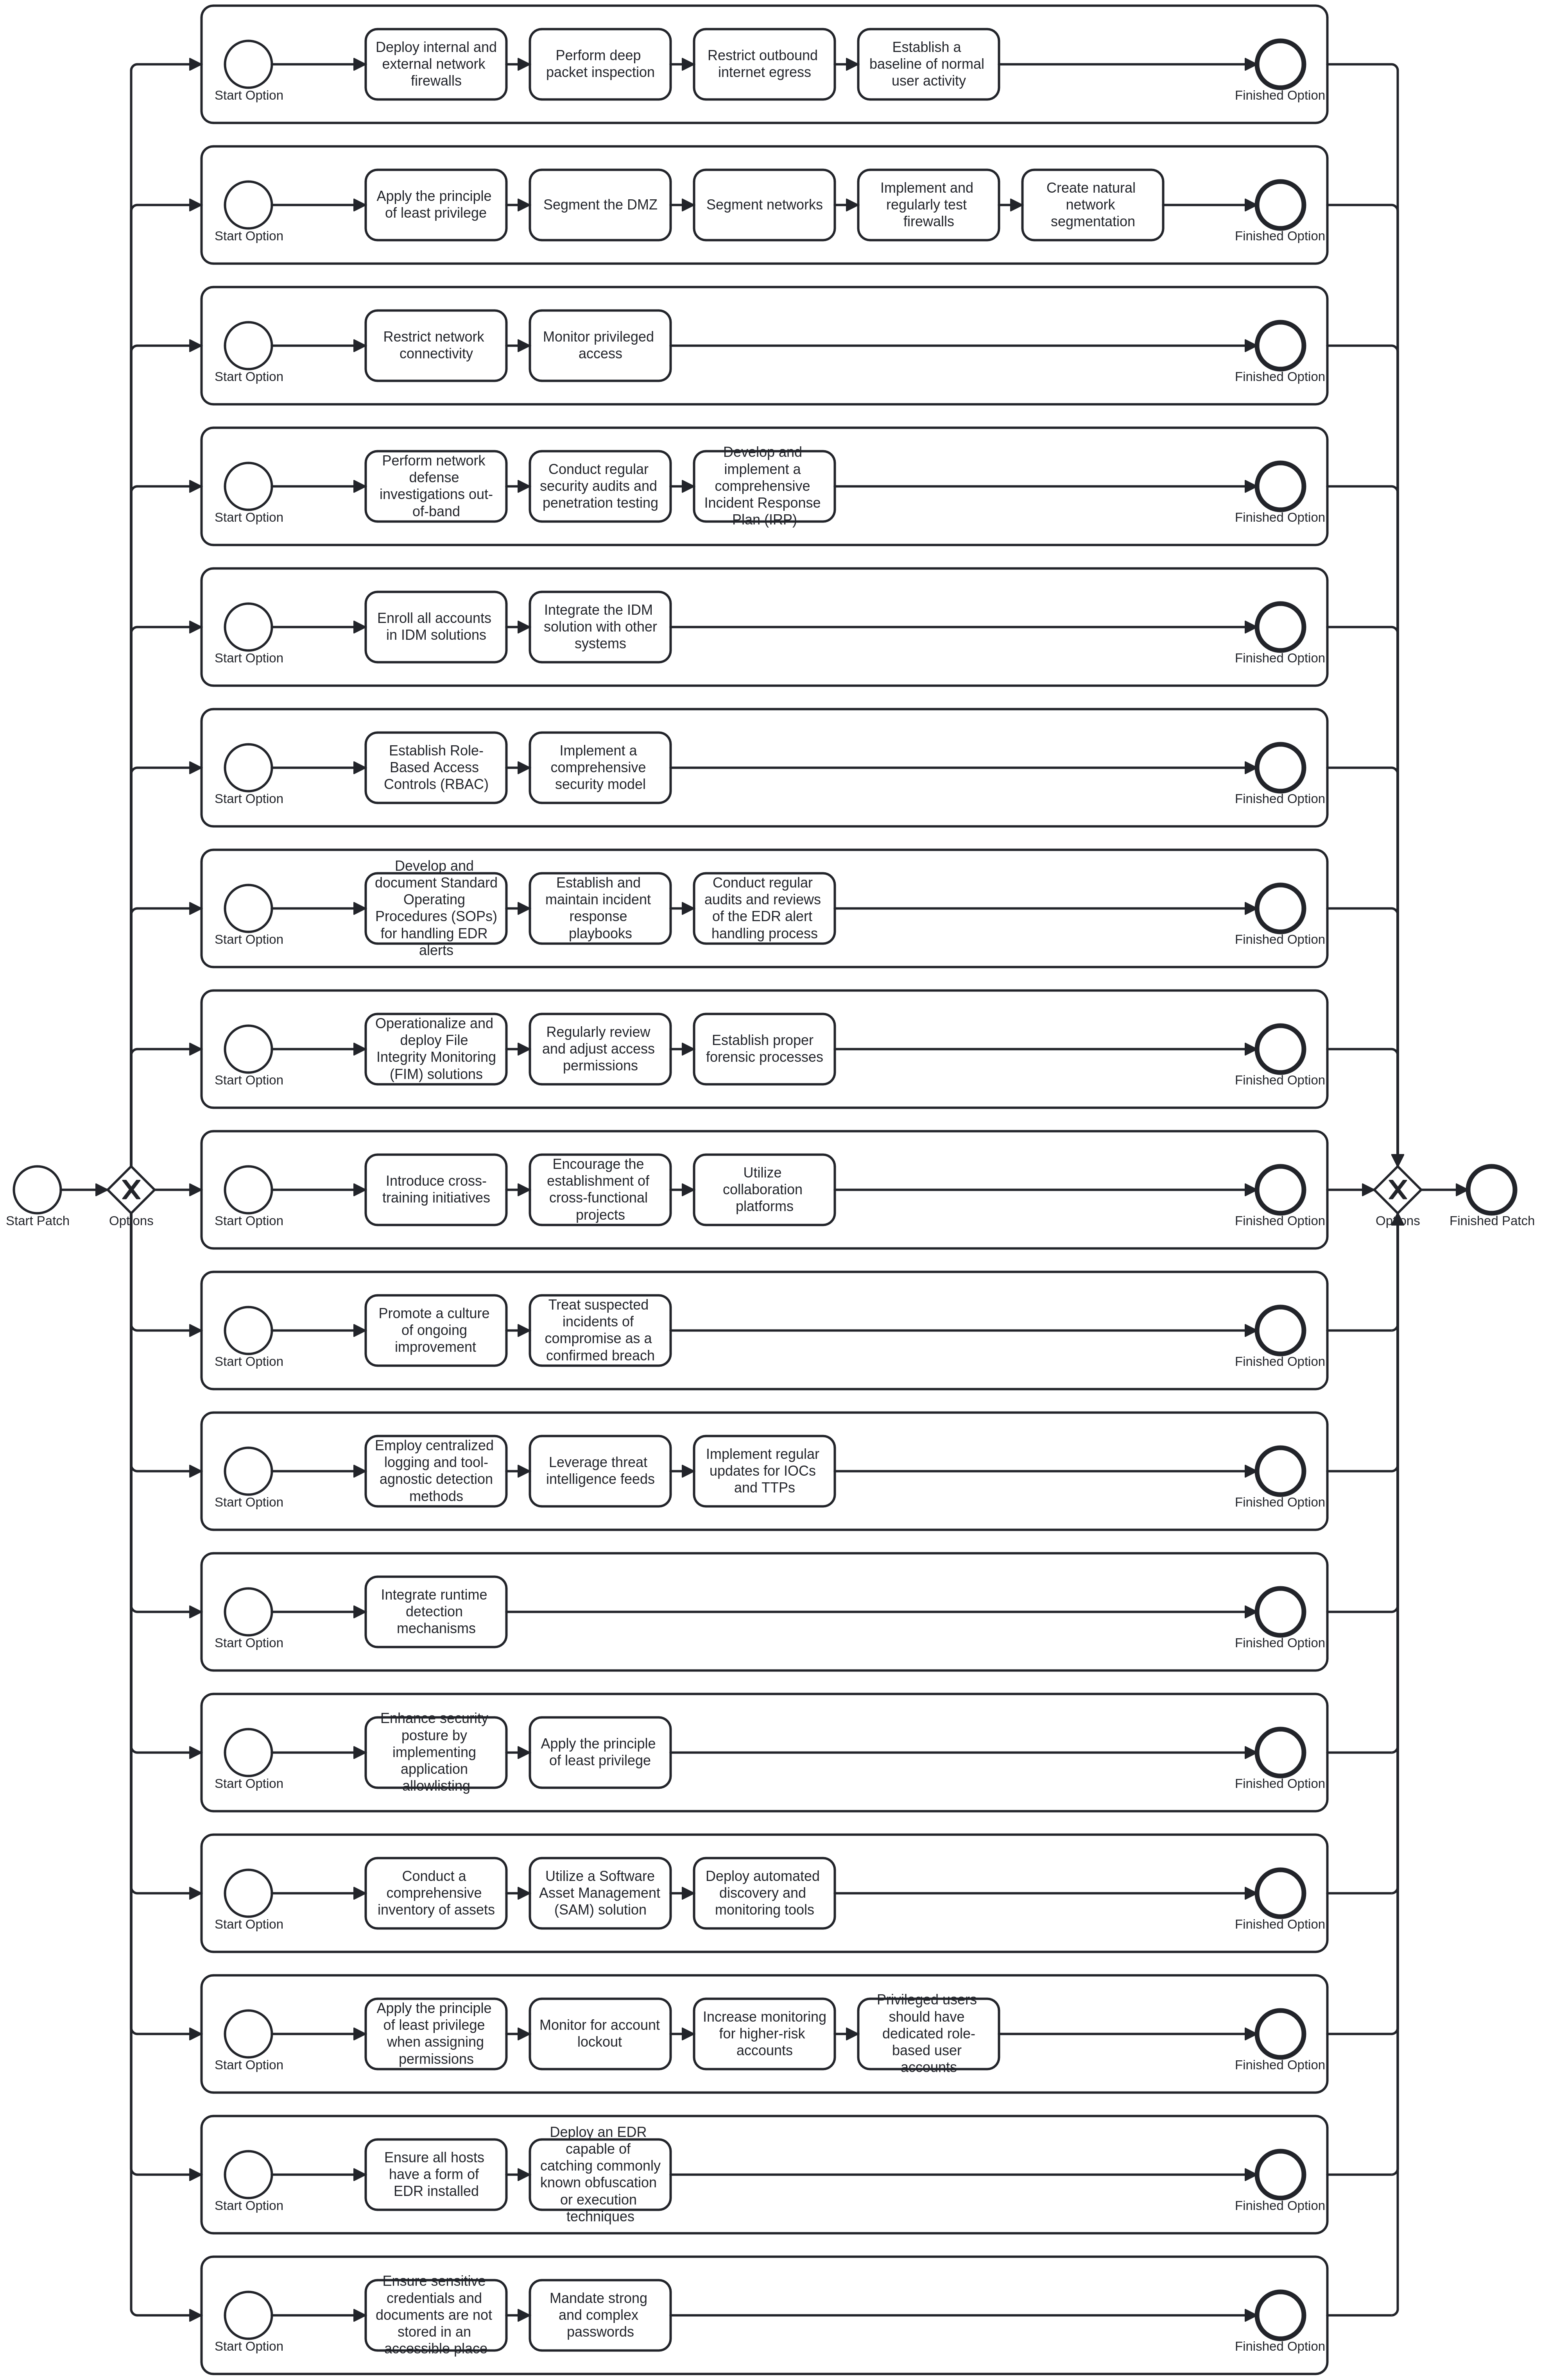 Deploy internal and
external network
firewalls
Perform deep
packet inspection
Restrict outbound
internet egress
Establish a
baseline of normal
user activity
Start Option
Finished Option
Apply the principle
of least privilege
Segment the DMZ
Segment networks
Implement and
regularly test
firewalls
Create natural
network
segmentation
Start Option
Finished Option
Restrict network
connectivity
Monitor privileged
access
Start Option
Finished Option
Perform network
defense
investigations out-
of-band
Conduct regular
security audits and
penetration testing
Develop and
implement a
comprehensive
Incident Response
Plan (IRP)
Start Option
Finished Option
Enroll all accounts
in IDM solutions
Integrate the IDM
solution with other
systems
Start Option
Finished Option
Establish Role-
Based Access
Controls (RBAC)
Implement a
comprehensive
security model
Start Option
Finished Option
Develop and
document Standard
Operating
Procedures (SOPs)
for handling EDR
alerts
Establish and
maintain incident
response
playbooks
Conduct regular
audits and reviews
of the EDR alert
handling process
Start Option
Finished Option
Operationalize and
deploy File
Integrity Monitoring
(FIM) solutions
Regularly review
and adjust access
permissions
Establish proper
forensic processes
Start Option
Finished Option
Start Patch
X
Options
Introduce cross-
training initiatives
Encourage the
establishment of
cross-functional
projects
Utilize
collaboration
platforms
Start Option
Finished Option
X
Options
Finished Patch
Promote a culture
of ongoing
improvement
Treat suspected
incidents of
compromise as a
confirmed breach
Start Option
Finished Option
Employ centralized
logging and tool-
agnostic detection
methods
Leverage threat
intelligence feeds
Implement regular
updates for IOCs
and TTPs
Start Option
Finished Option
Integrate runtime
detection
mechanisms
Start Option
Finished Option
Enhance security
posture by
implementing
application
allowlisting
Apply the principle
of least privilege
Start Option
Finished Option
Conduct a
comprehensive
inventory of assets
Utilize a Software
Asset Management
(SAM) solution
Deploy automated
discovery and
monitoring tools
Start Option
Finished Option
Apply the principle
of least privilege
when assigning
permissions
Monitor for account
lockout
Increase monitoring
for higher-risk
accounts
Privileged users
should have
dedicated role-
based user
accounts
Start Option
Finished Option
Ensure all hosts
have a form of
EDR installed
Deploy an EDR
capable of
catching commonly
known obfuscation
or execution
techniques
Start Option
Finished Option
Ensure sensitive
credentials and
documents are not
stored in an
accessible place
Mandate strong
and complex
passwords
Start Option
Finished Option